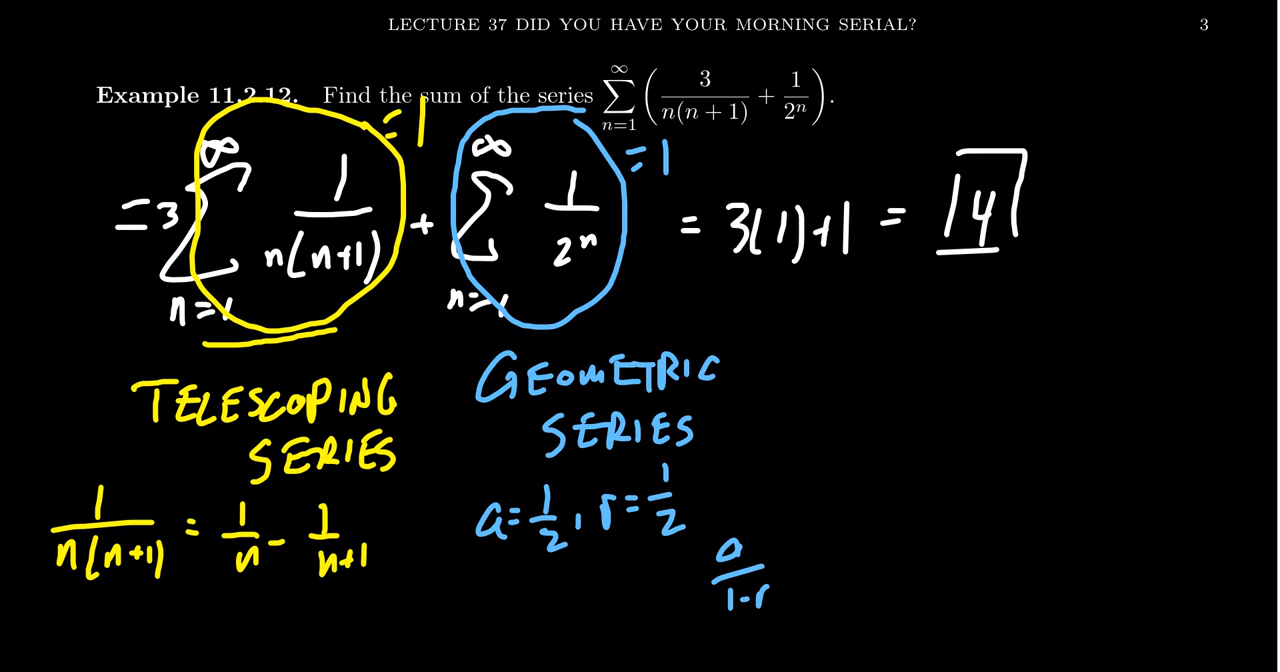 LECTURE 37 DID YOU HAVE YOUR MORNING SERIAL? 3
Example 11.2.12. Find the sum of the series ∑_{n=1}^{∞} ( 3/(n(n + 1)) + 1/2^n ).
= 3 ∑_{n=1}^{∞} 1/(n(n+1)) = 1 + ∑_{n=1}^{∞} 1/2^n = 1 = 3(1)+1 = 4
TELESCOPING
SERIES
1/(n(n+1)) = 1/n - 1/(n+1)
GEOMETRIC
SERIES
a = 1/2, r = 1/2
a/(1-r)